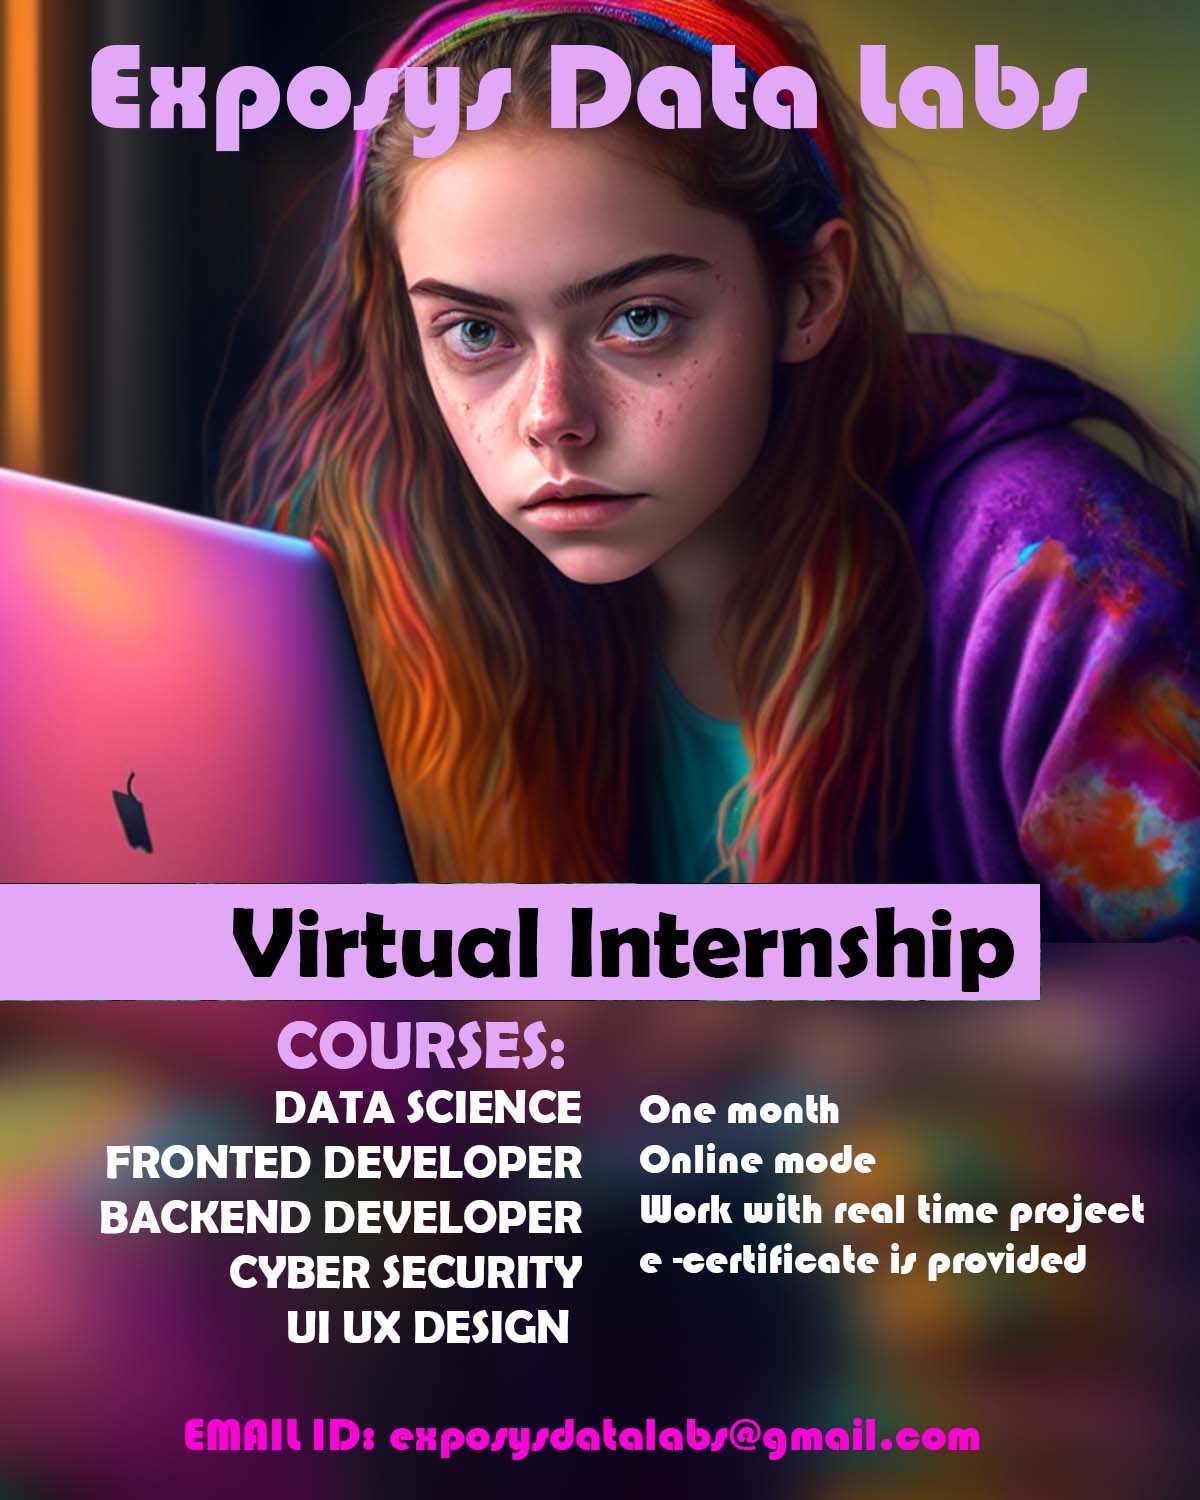 Exposys Data Labs
Virtual Internship
COURSES:
DATA SCIENCE
FRONTED DEVELOPER
BACKEND DEVELOPER
CYBER SECURITY
UI UX DESIGN
One month
Online mode
Work with real time project
e -certificate is provided
EMAIL ID: exposysdatalabs@gmail.com